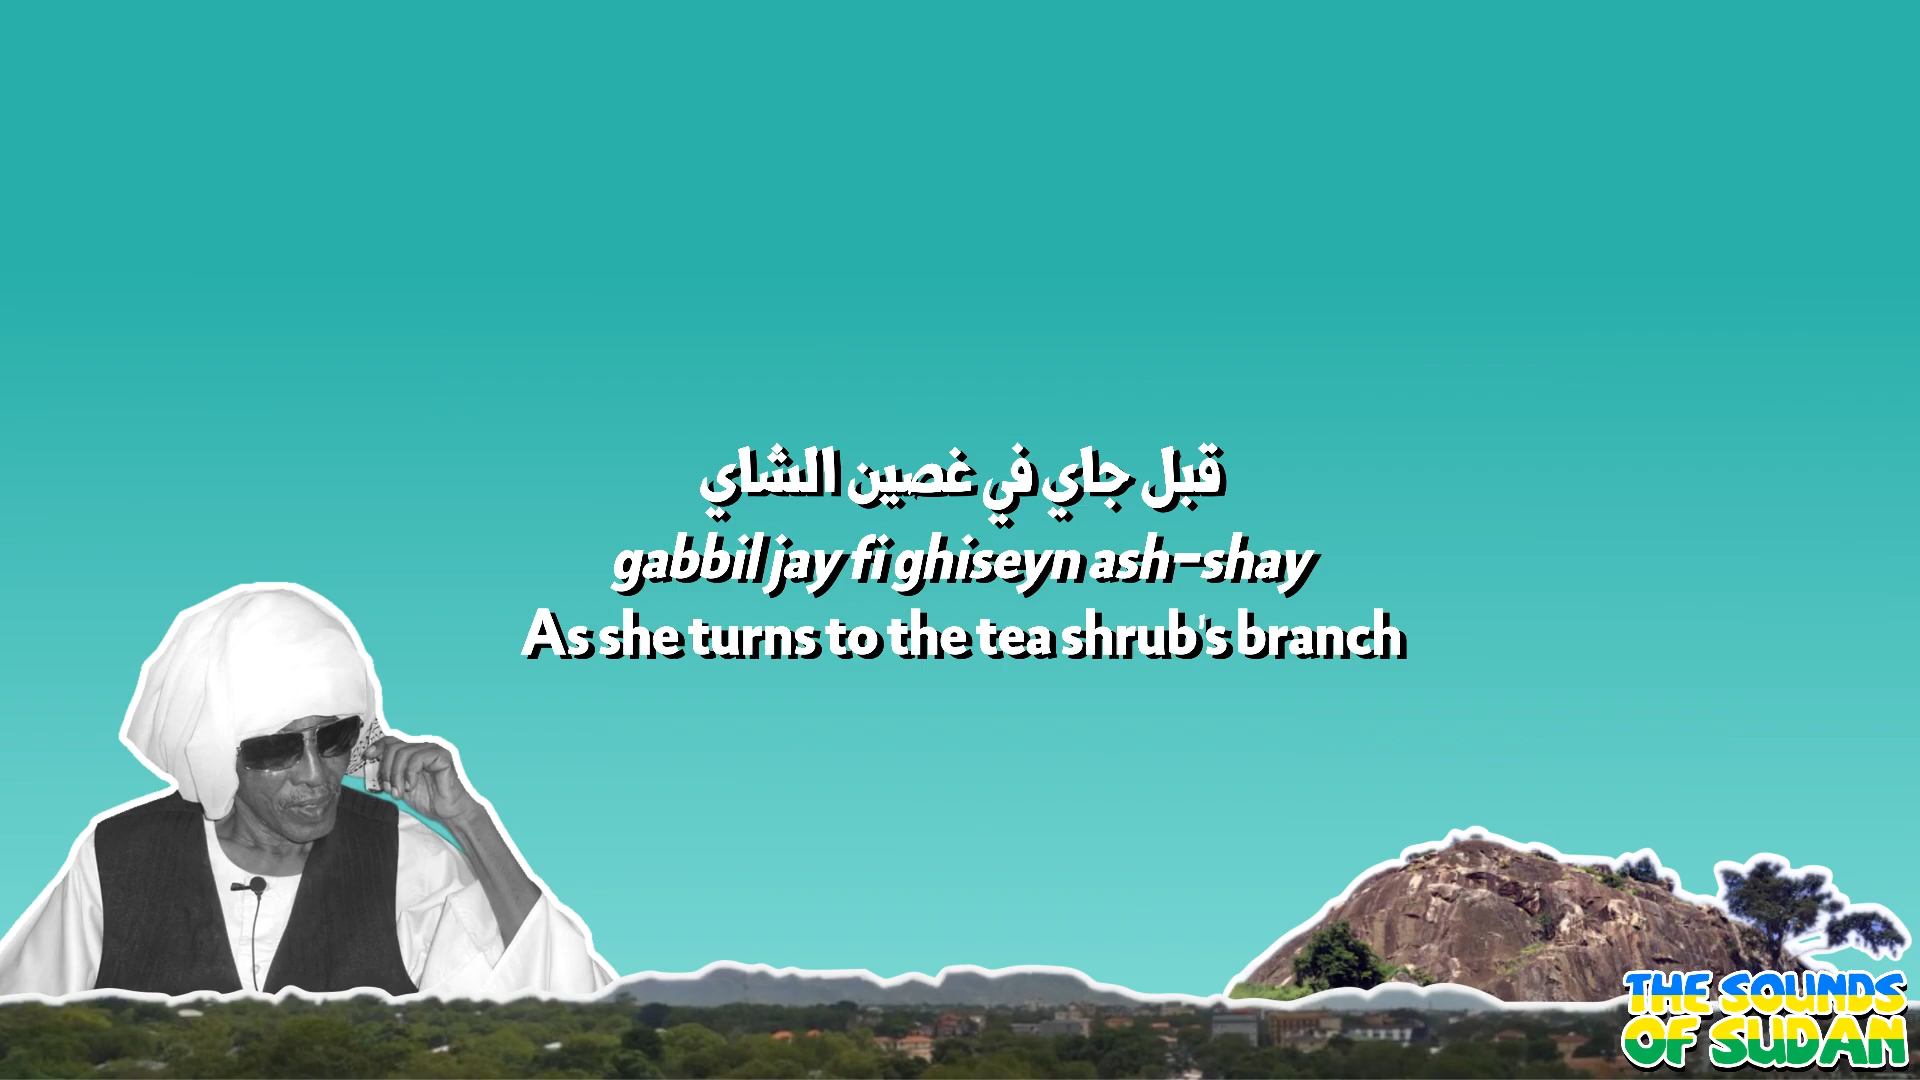 قبل جاي في غصين الشاي
gabbil jay fi ghiseyn ash-shay
As she turns to the tea shrub's branch
THE SOUNDS
OF SUDAN